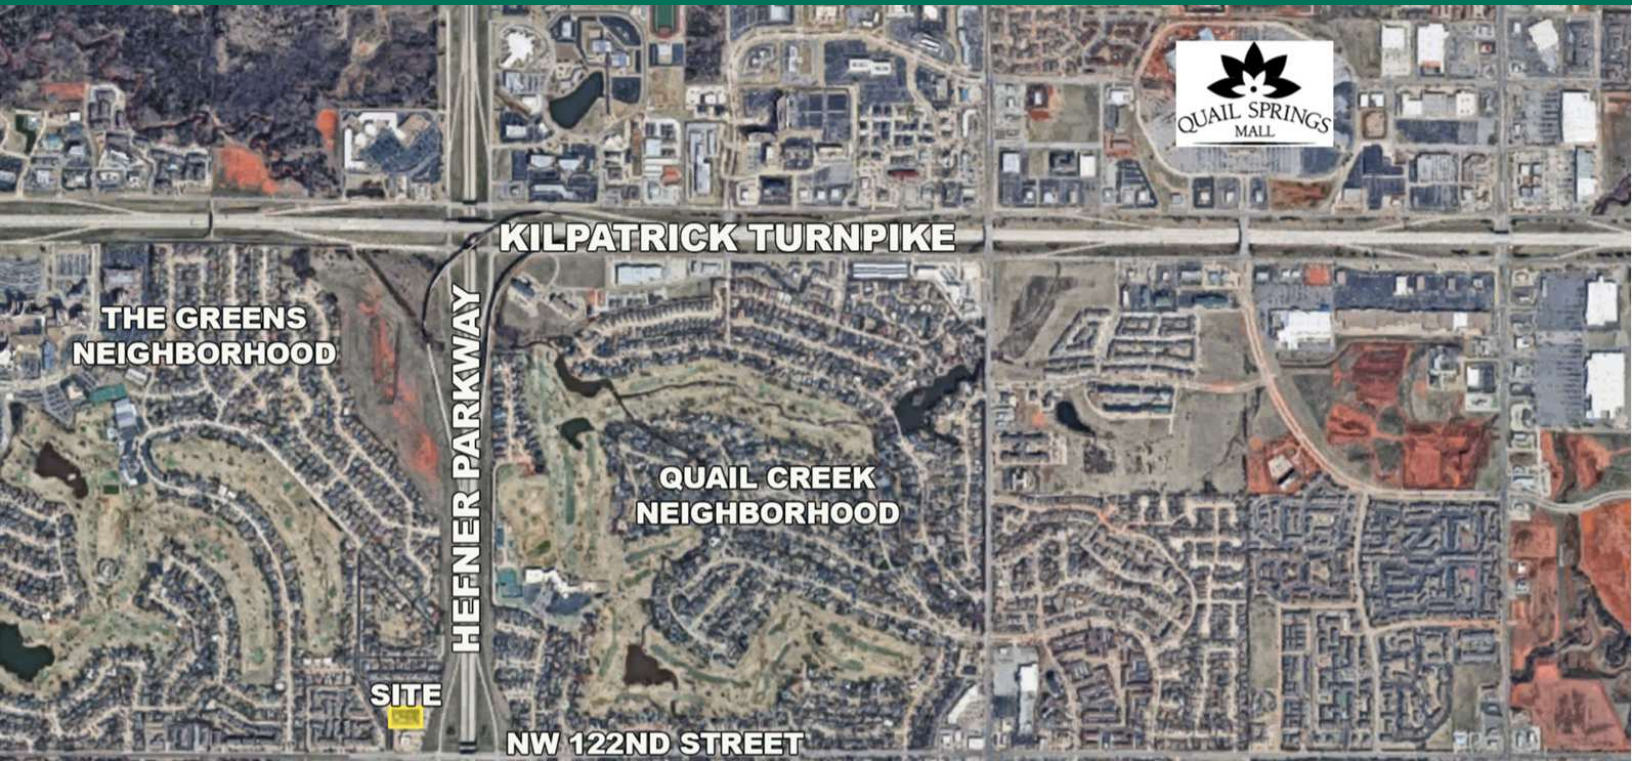 QUAIL SPRINGS
MALL
KILPATRICK TURNPIKE
THE GREENS
NEIGHBORHOOD
HEFNER PARKWAY
QUAIL CREEK
NEIGHBORHOOD
SITE
NW 122ND STREET